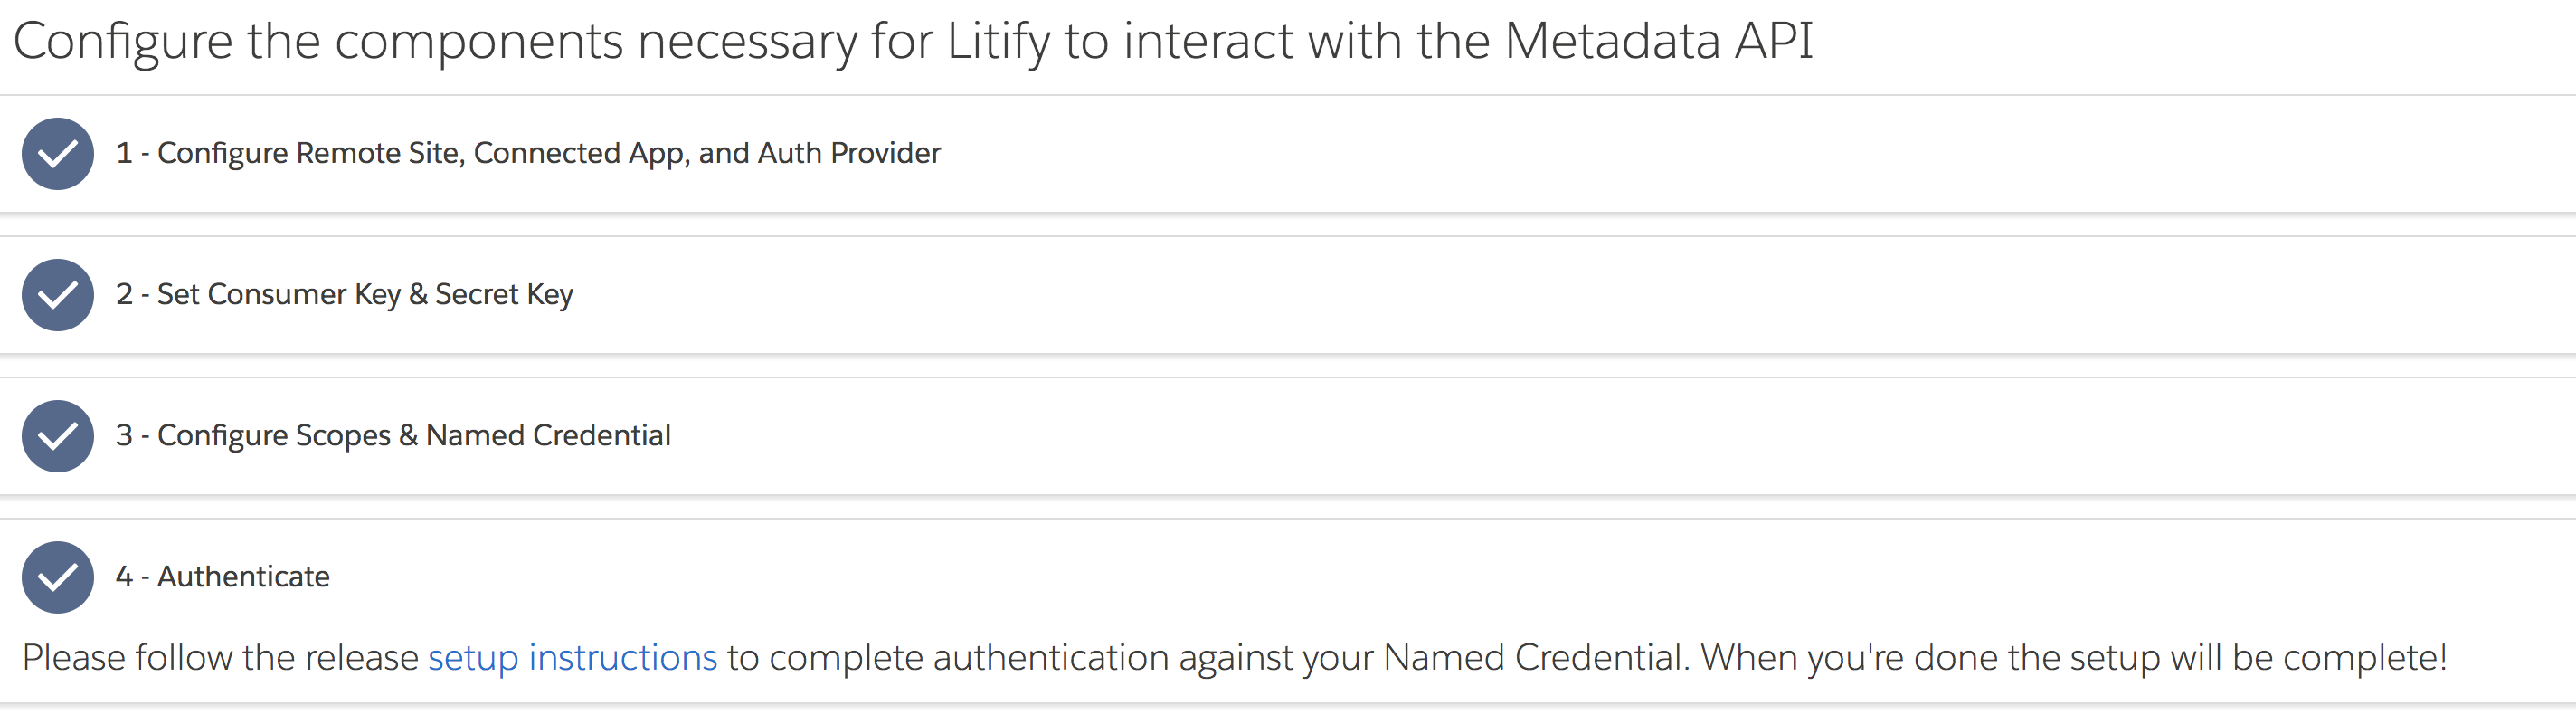 Configure the components necessary for Litify to interact with the Metadata API
1 - Configure Remote Site, Connected App, and Auth Provider
2 - Set Consumer Key & Secret Key
3 - Configure Scopes & Named Credential
4 - Authenticate
Please follow the release setup instructions to complete authentication against your Named Credential. When you're done the setup will be complete!